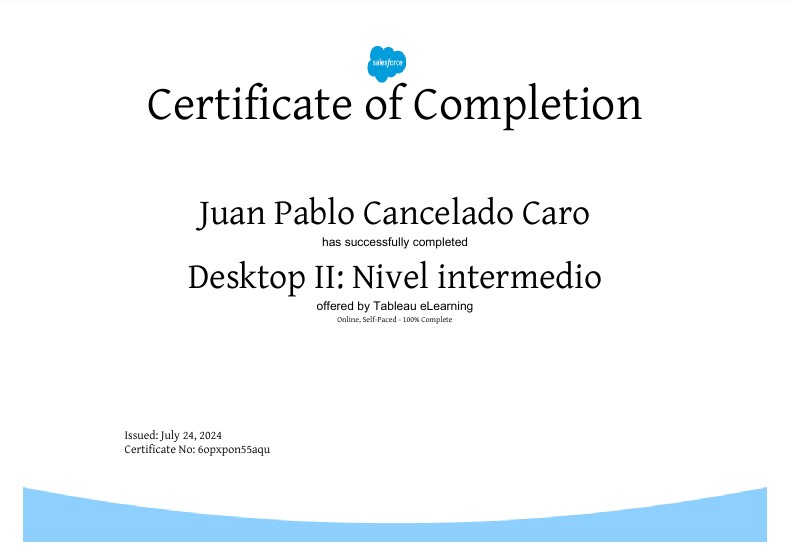 salesforce
Certificate of Completion
Juan Pablo Cancelado Caro
has successfully completed
Desktop II: Nivel intermedio
offered by Tableau eLearning
Online, Self-Paced - 100% Complete
Issued: July 24, 2024
Certificate No: 6opxpon55aqu